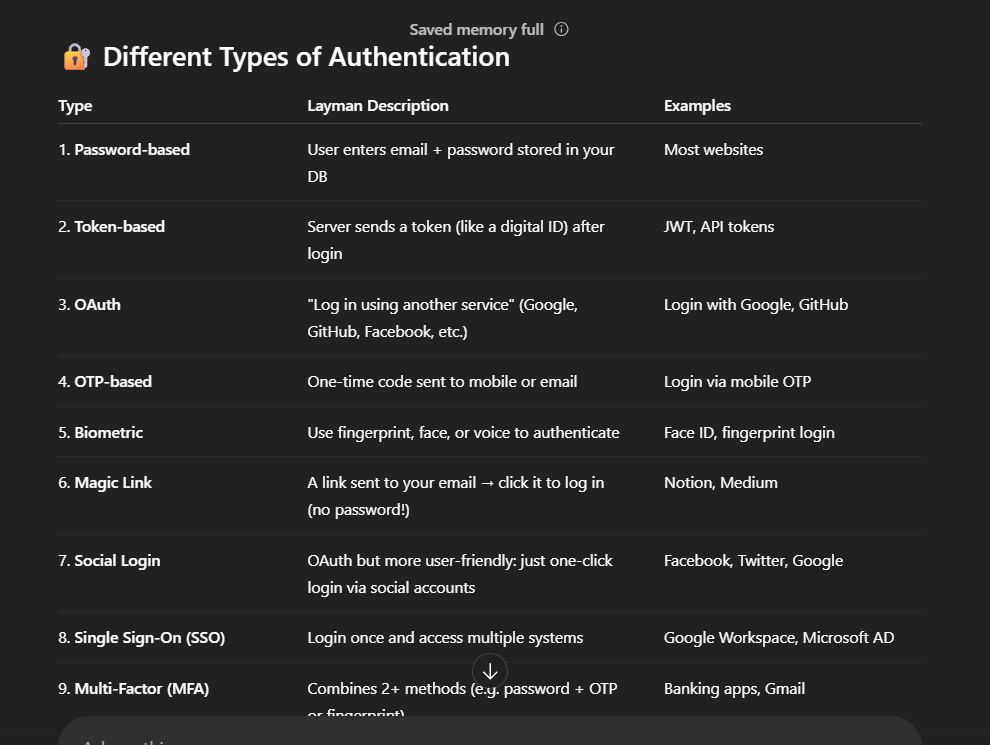 Saved memory full
🔐 Different Types of Authentication
Type Layman Description Examples
1. Password-based User enters email + password stored in your Most websites
DB
2. Token-based Server sends a token (like a digital ID) after JWT, API tokens
login
3. OAuth "Log in using another service" (Google, Login with Google, GitHub
GitHub, Facebook, etc.)
4. OTP-based One-time code sent to mobile or email Login via mobile OTP
5. Biometric Use fingerprint, face, or voice to authenticate Face ID, fingerprint login
6. Magic Link A link sent to your email → click it to log in Notion, Medium
(no password!)
7. Social Login OAuth but more user-friendly: just one-click Facebook, Twitter, Google
login via social accounts
8. Single Sign-On (SSO) Login once and access multiple systems Google Workspace, Microsoft AD
9. Multi-Factor (MFA) Combines 2+ methods (e.g. password + OTP Banking apps, Gmail
or fingerprint)